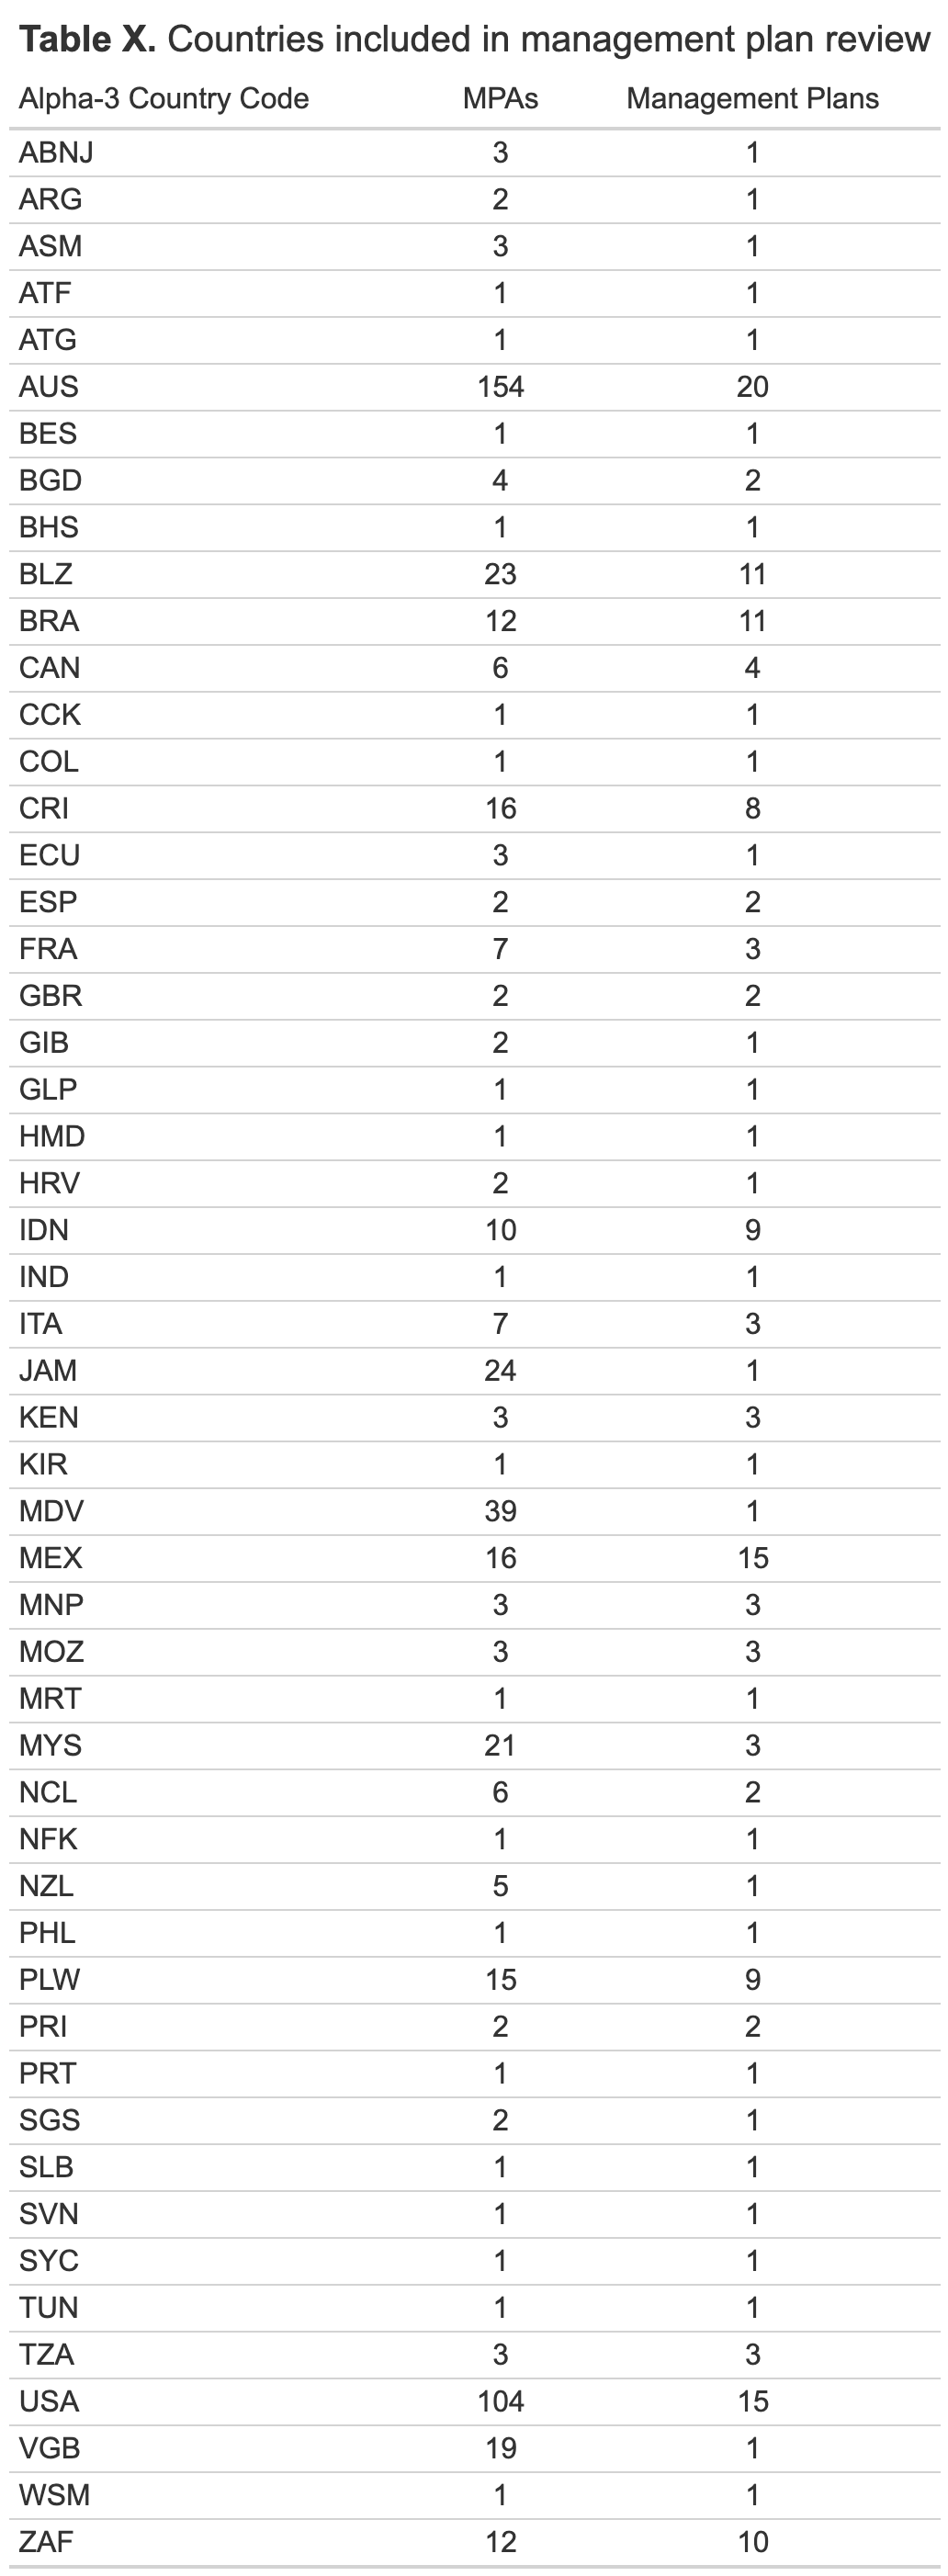 Table X. Countries included in management plan review
Alpha-3 Country Code MPAs Management Plans
ABNJ 3 1
ARG 2 1
ASM 3 1
ATF 1 1
ATG 1 1
AUS 154 20
BES 1 1
BGD 4 2
BHS 1 1
BLZ 23 11
BRA 12 11
CAN 6 4
CCK 1 1
COL 1 1
CRI 16 8
ECU 3 1
ESP 2 2
FRA 7 3
GBR 2 2
GIB 2 1
GLP 1 1
HMD 1 1
HRV 2 1
IDN 10 9
IND 1 1
ITA 7 3
JAM 24 1
KEN 3 3
KIR 1 1
MDV 39 1
MEX 16 15
MNP 3 3
MOZ 3 3
MRT 1 1
MYS 21 3
NCL 6 2
NFK 1 1
NZL 5 1
PHL 1 1
PLW 15 9
PRI 2 2
PRT 1 1
SGS 2 1
SLB 1 1
SVN 1 1
SYC 1 1
TUN 1 1
TZA 3 3
USA 104 15
VGB 19 1
WSM 1 1
ZAF 12 10